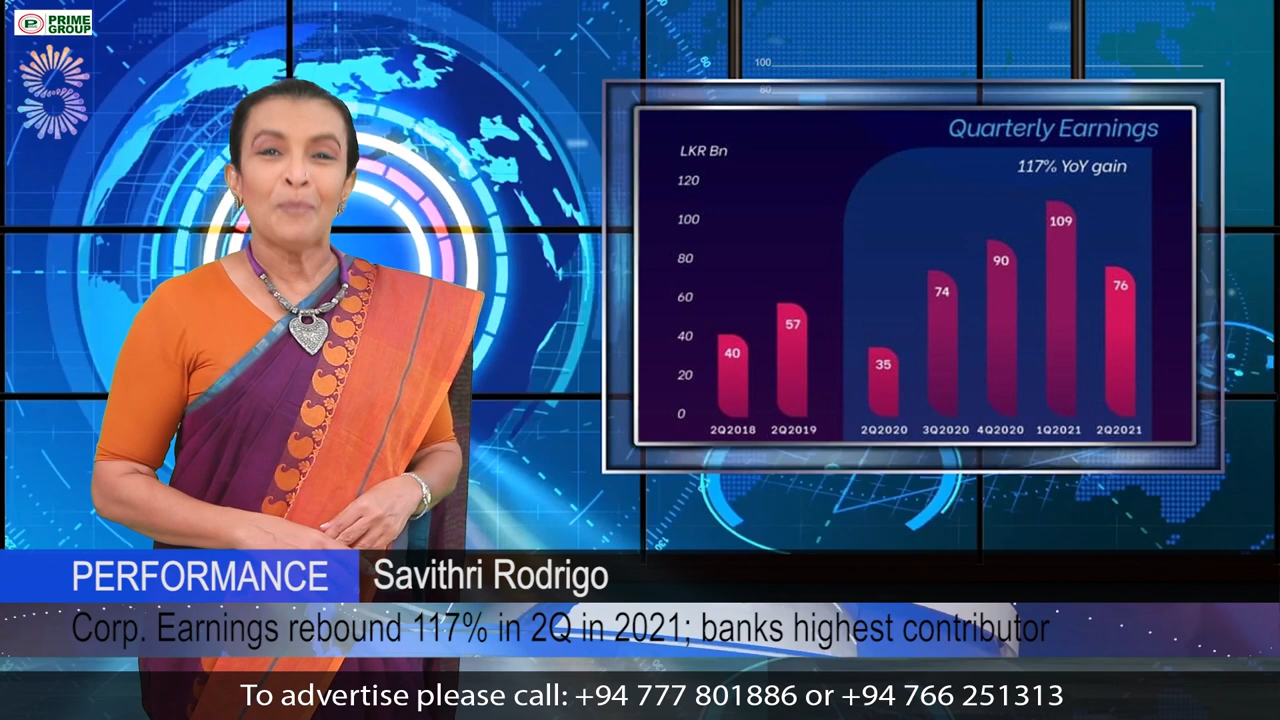 PRIME
GROUP
100
80
Quarterly Earnings
LKR Bn
117% YoY gain
120
100
80
60
40
20
0
40
57
35
74
90
109
76
2Q2018 2Q2019 2Q2020 3Q2020 4Q2020 1Q2021 2Q2021
PERFORMANCE
Savithri Rodrigo
Corp. Earnings rebound 117% in 2Q in 2021; banks highest contributor
To advertise please call: +94 777 801886 or +94 766 251313